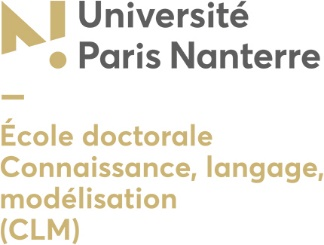 Université
Paris Nanterre
École doctorale
Connaissance, langage,
modélisation
(CLM)